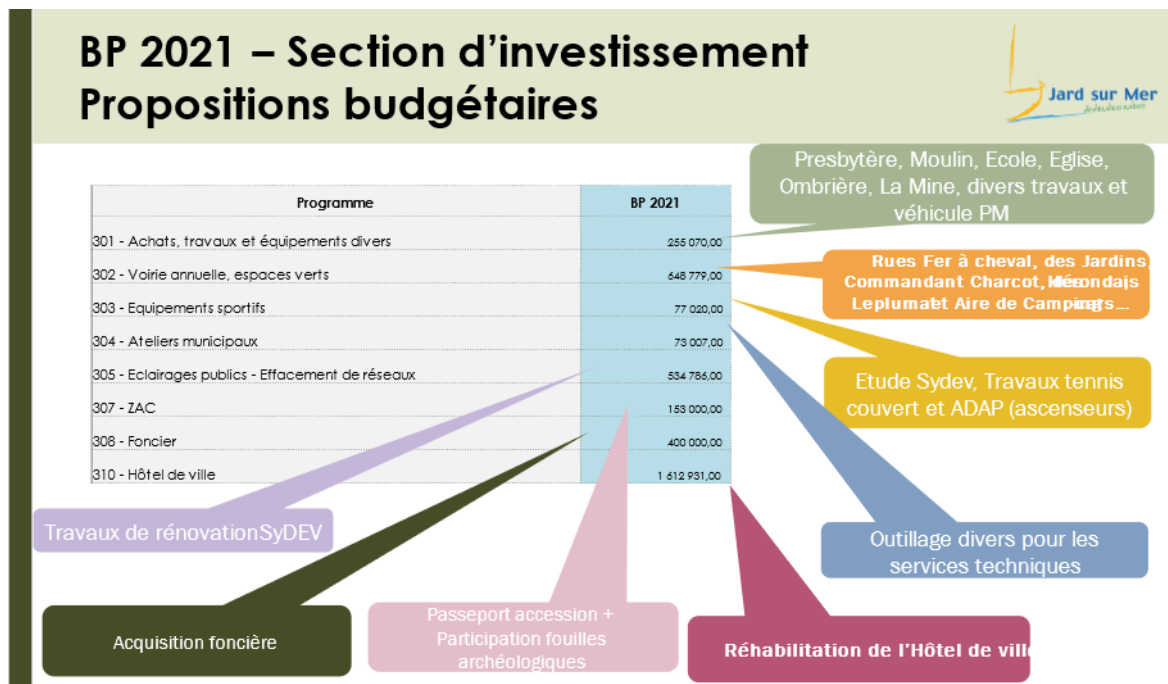 BP 2021 – Section d'investissement
Propositions budgétaires
Jard sur Mer
Programme BP 2021
301 - Achats, travaux et équipements divers 255 070,00
302 - Voirie annuelle, espaces verts 648 779,00
303 - Equipements sportifs 77 020,00
304 - Ateliers municipaux 73 007,00
305 - Eclairages publics - Effacement de réseaux 534 786,00
307 - ZAC 153 000,00
308 - Foncier 400 000,00
310 - Hôtel de ville 1 612 931,00
Presbytère, Moulin, Ecole, Eglise,
Ombrière, La Mine, divers travaux et
véhicule PM
Rues Fer à cheval, des Jardins,
Commandant Charcot,
Leplumat et Aire de
Etude Sydev, Travaux tennis
couvert et ADAP (ascenseurs)
Travaux de rénovationSyDEV
Outillage divers pour les
services techniques
Acquisition foncière
Passeport accession +
Participation fouilles
archéologiques
Réhabilitation de l'Hôtel de ville